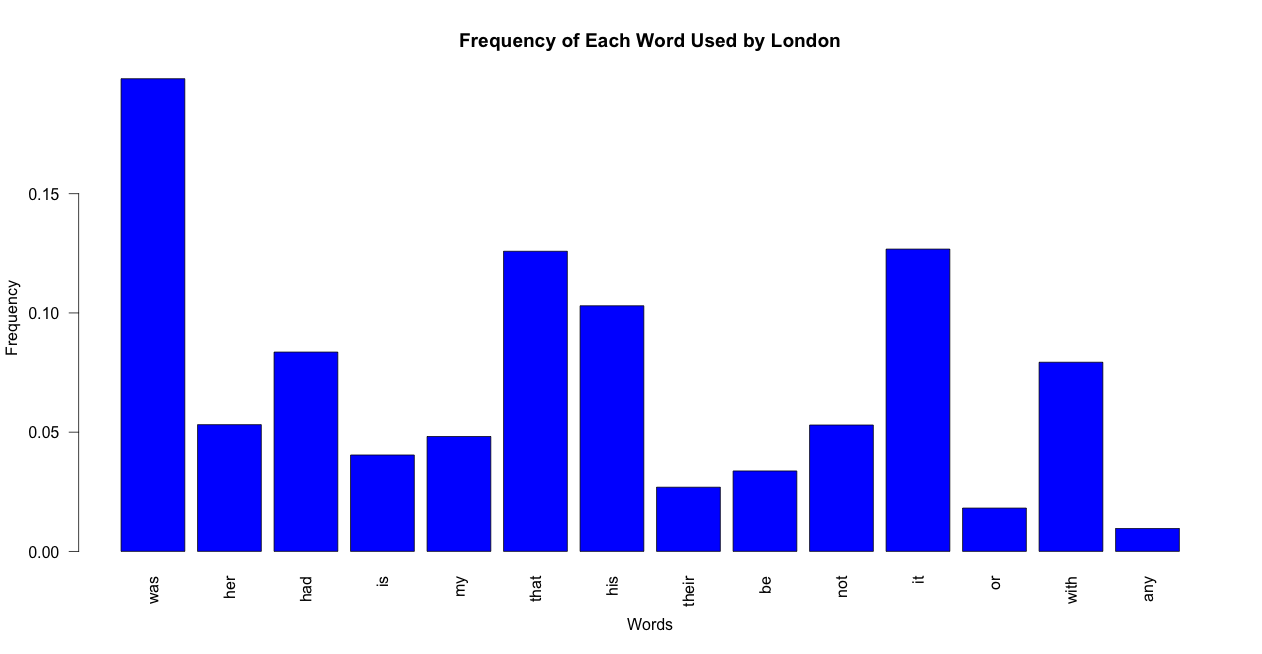 Frequency of Each Word Used by London
Frequency
0.15
0.10
0.05
0.00
was her had is my that his their be not it or with any
Words